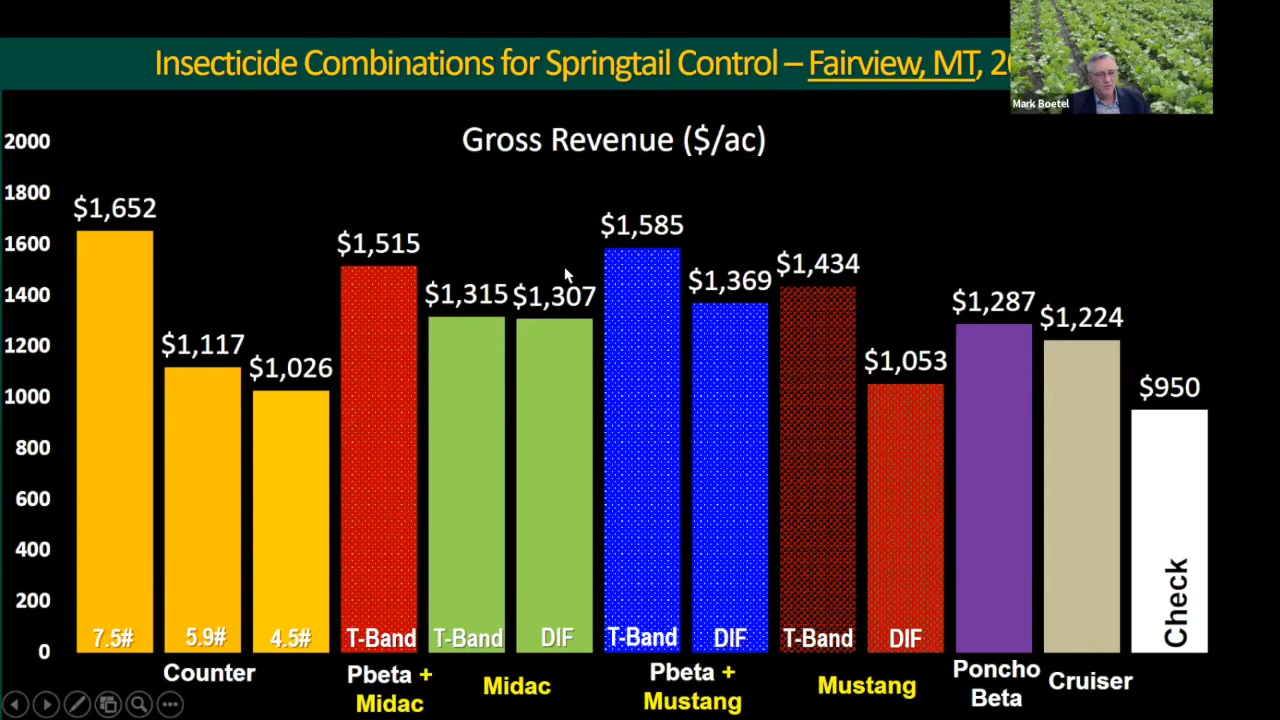 Insecticide Combinations for Springtail Control – Fairview, MT,
Mark Boetel
Gross Revenue ($/ac)
2000
1800
1600
1400
1200
1000
800
600
400
200
0
$1,652
$1,117
$1,026
$1,515
$1,315
$1,307
$1,585
$1,369
$1,434
$1,053
$1,287
$1,224
$950
7.5#
5.9#
4.5#
T-Band
T-Band
DIF
T-Band
DIF
T-Band
DIF
Check
Counter
Pbeta +
Midac
Midac
Pbeta +
Mustang
Mustang
Poncho
Beta
Cruiser